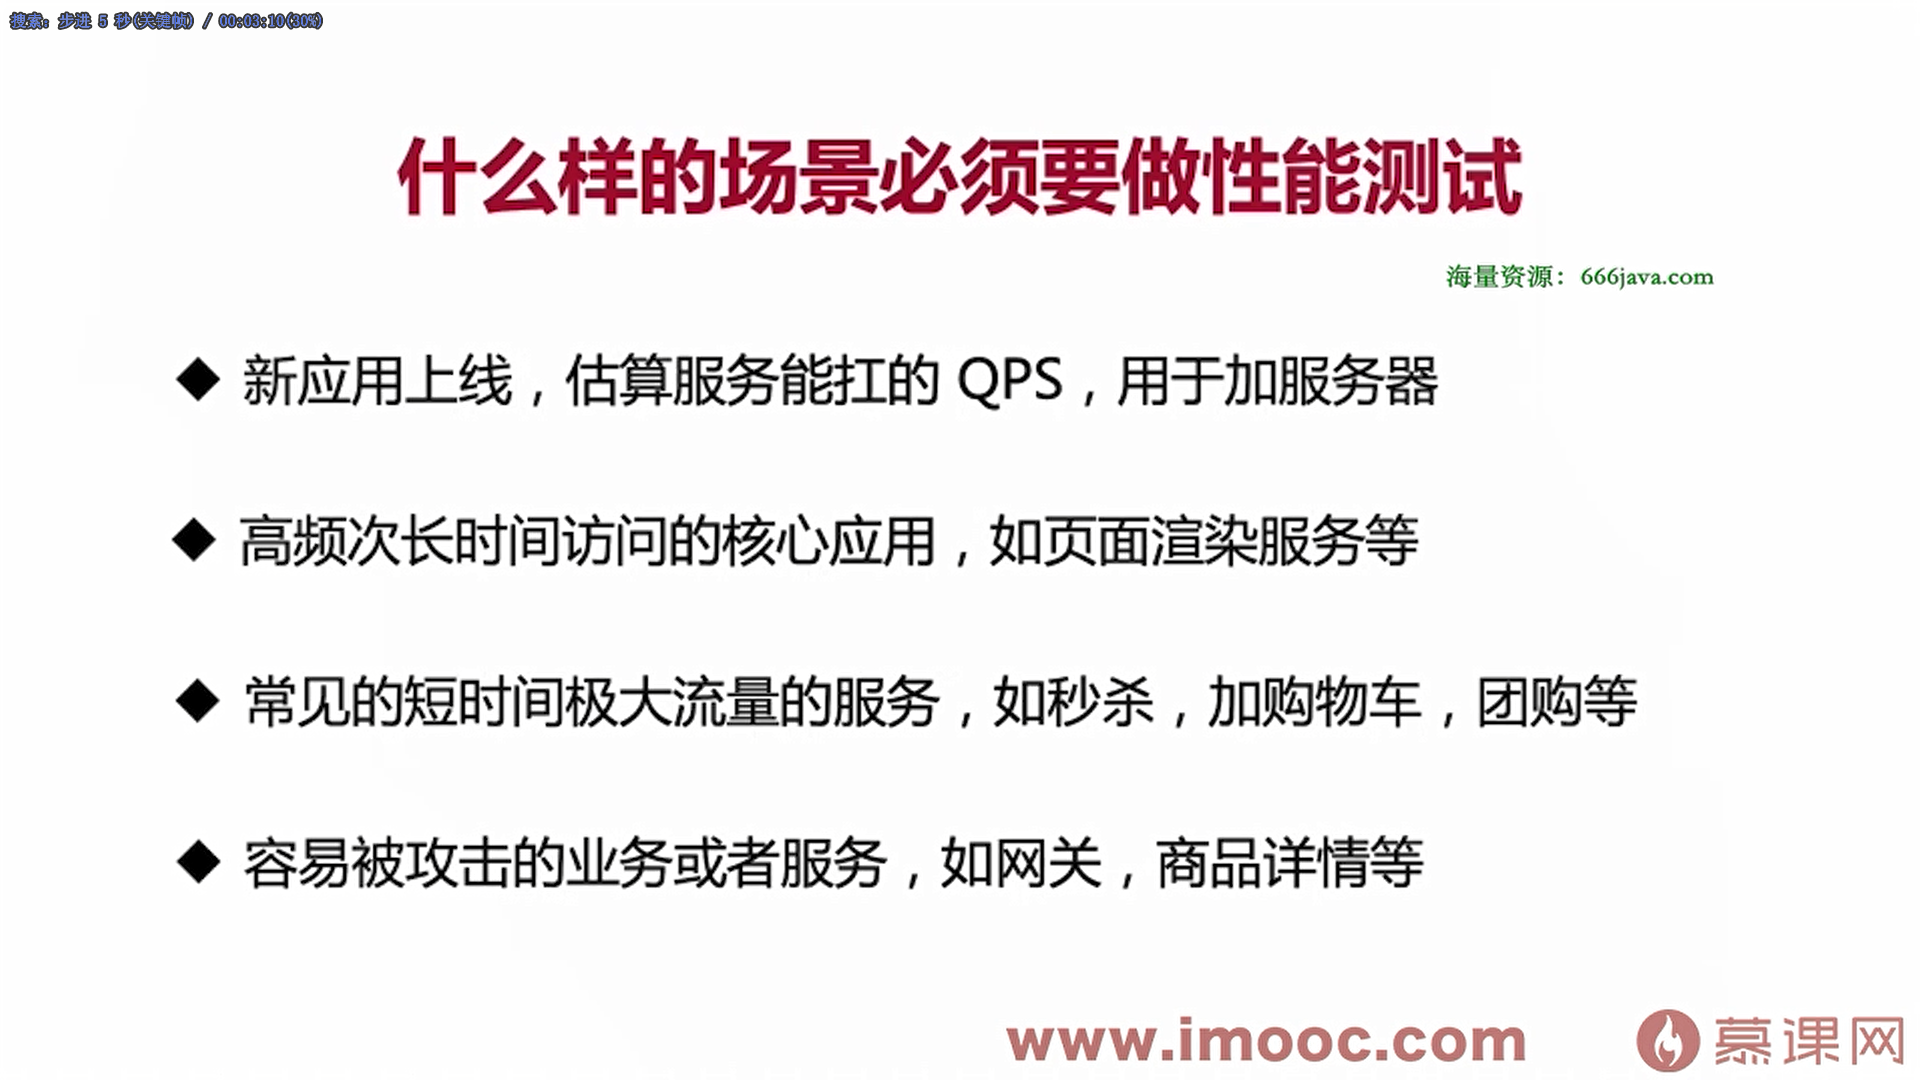 搜索：步进 5 秒(关键帧) / 00:03:10(30%)
什么样的场景必须要做性能测试
海量资源：666java.com
◆ 新应用上线，估算服务能扛的 QPS，用于加服务器
◆ 高频次长时间访问的核心应用，如页面渲染服务等
◆ 常见的短时间极大流量的服务，如秒杀，加购物车，团购等
◆ 容易被攻击的业务或者服务，如网关，商品详情等
www.imooc.com 慕课网